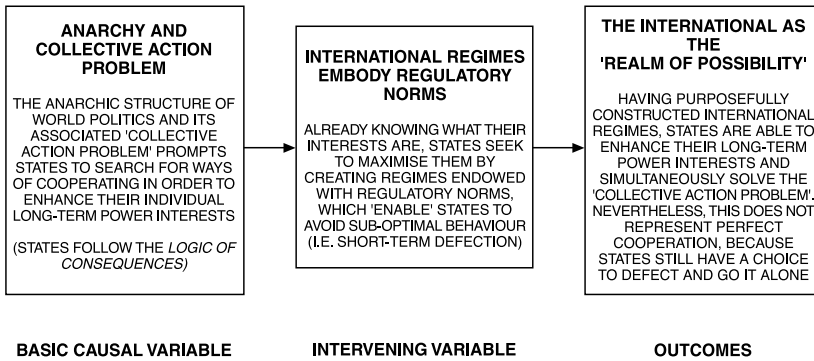 ANARCHY AND
COLLECTIVE ACTION
PROBLEM
THE ANARCHIC STRUCTURE OF
WORLD POLITICS AND ITS
ASSOCIATED 'COLLECTIVE
ACTION PROBLEM' PROMPTS
STATES TO SEARCH FOR WAYS
OF COOPERATING IN ORDER TO
ENHANCE THEIR INDIVIDUAL
LONG-TERM POWER INTERESTS
(STATES FOLLOW THE LOGIC OF
CONSEQUENCES)
INTERNATIONAL REGIMES
EMBODY REGULATORY
NORMS
ALREADY KNOWING WHAT THEIR
INTERESTS ARE, STATES SEEK
TO MAXIMISE THEM BY
CREATING REGIMES ENDOWED
WITH REGULATORY NORMS,
WHICH 'ENABLE' STATES TO
AVOID SUB-OPTIMAL BEHAVIOUR
(I.E. SHORT-TERM DEFECTION)
THE INTERNATIONAL AS
THE
'REALM OF POSSIBILITY'
HAVING PURPOSEFULLY
CONSTRUCTED INTERNATIONAL
REGIMES, STATES ARE ABLE TO
ENHANCE THEIR LONG-TERM
POWER INTERESTS AND
SIMULTANEOUSLY SOLVE THE
'COLLECTIVE ACTION PROBLEM'.
NEVERTHELESS, THIS DOES NOT
REPRESENT PERFECT
COOPERATION, BECAUSE
STATES STILL HAVE A CHOICE
TO DEFECT AND GO IT ALONE
BASIC CAUSAL VARIABLE
INTERVENING VARIABLE
OUTCOMES